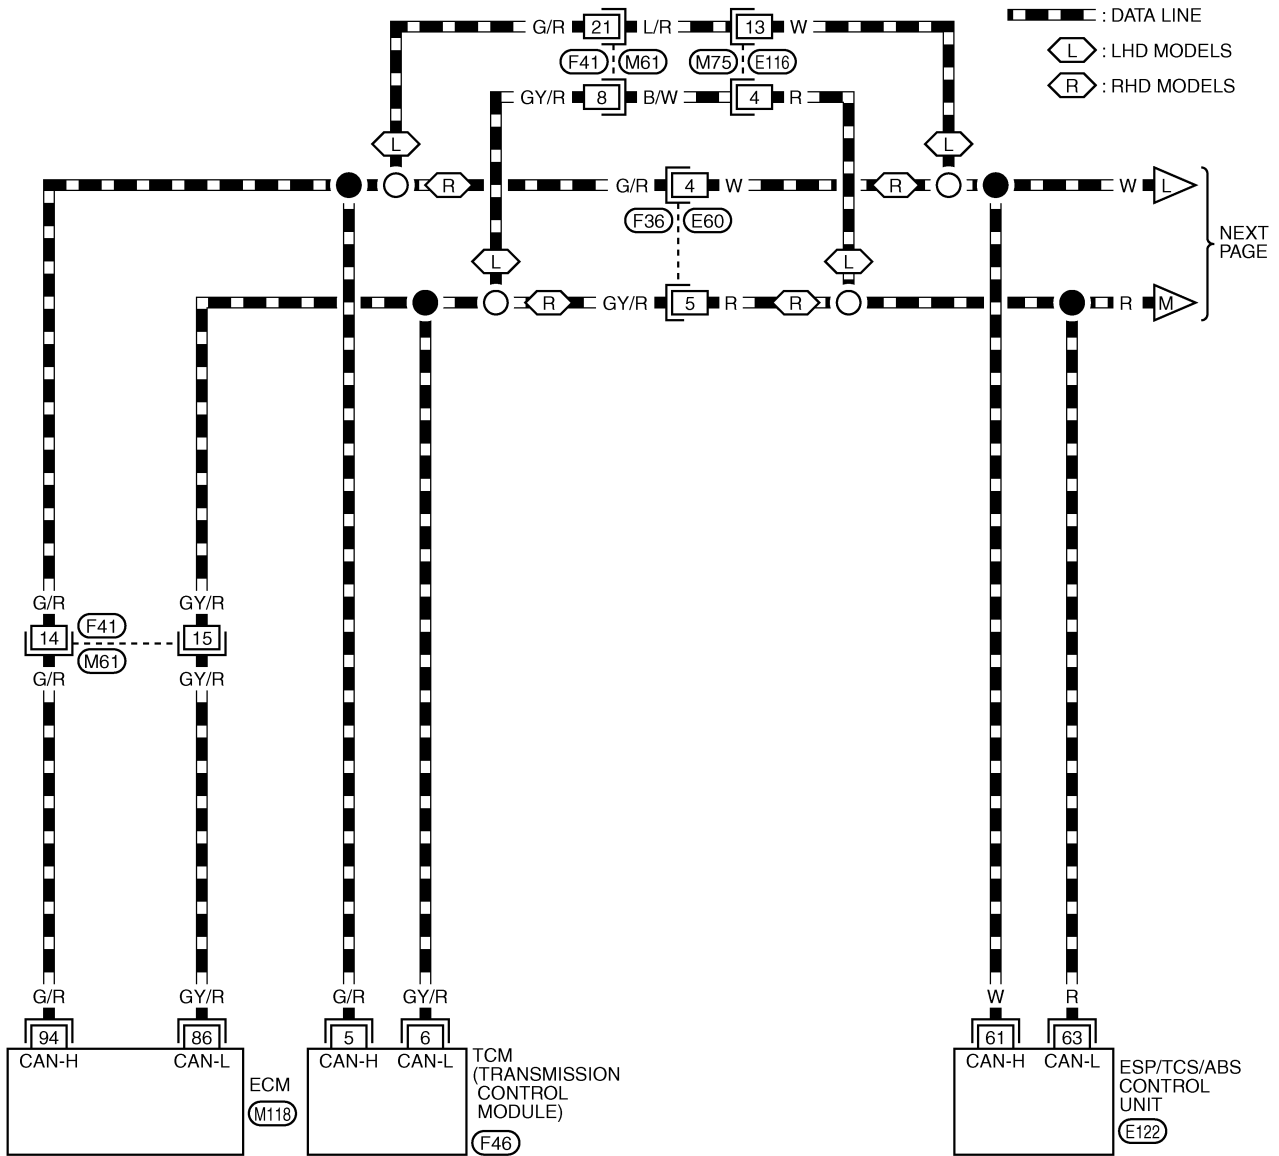 G/R 21 L/R 13 W
: DATA LINE
F41 M61 M75 E116
L : LHD MODELS
GY/R 8 B/W 4 R
R : RHD MODELS
L L
R G/R 4 W R W L
F36 E60
NEXT
PAGE
L L
R GY/R 5 R R R M
G/R GY/R
14 F41 15
M61
G/R GY/R
G/R GY/R G/R GY/R W R
94 86 5 6 61 63
CAN-H CAN-L CAN-H CAN-L CAN-H CAN-L
ECM
M118
TCM
(TRANSMISSION
CONTROL
MODULE)
F46
ESP/TCS/ABS
CONTROL
UNIT
E122